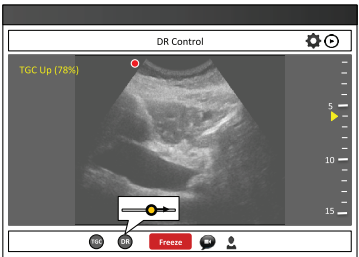 DR Control
TGC Up (78%)
5
10
15
TGC
DR
Freeze